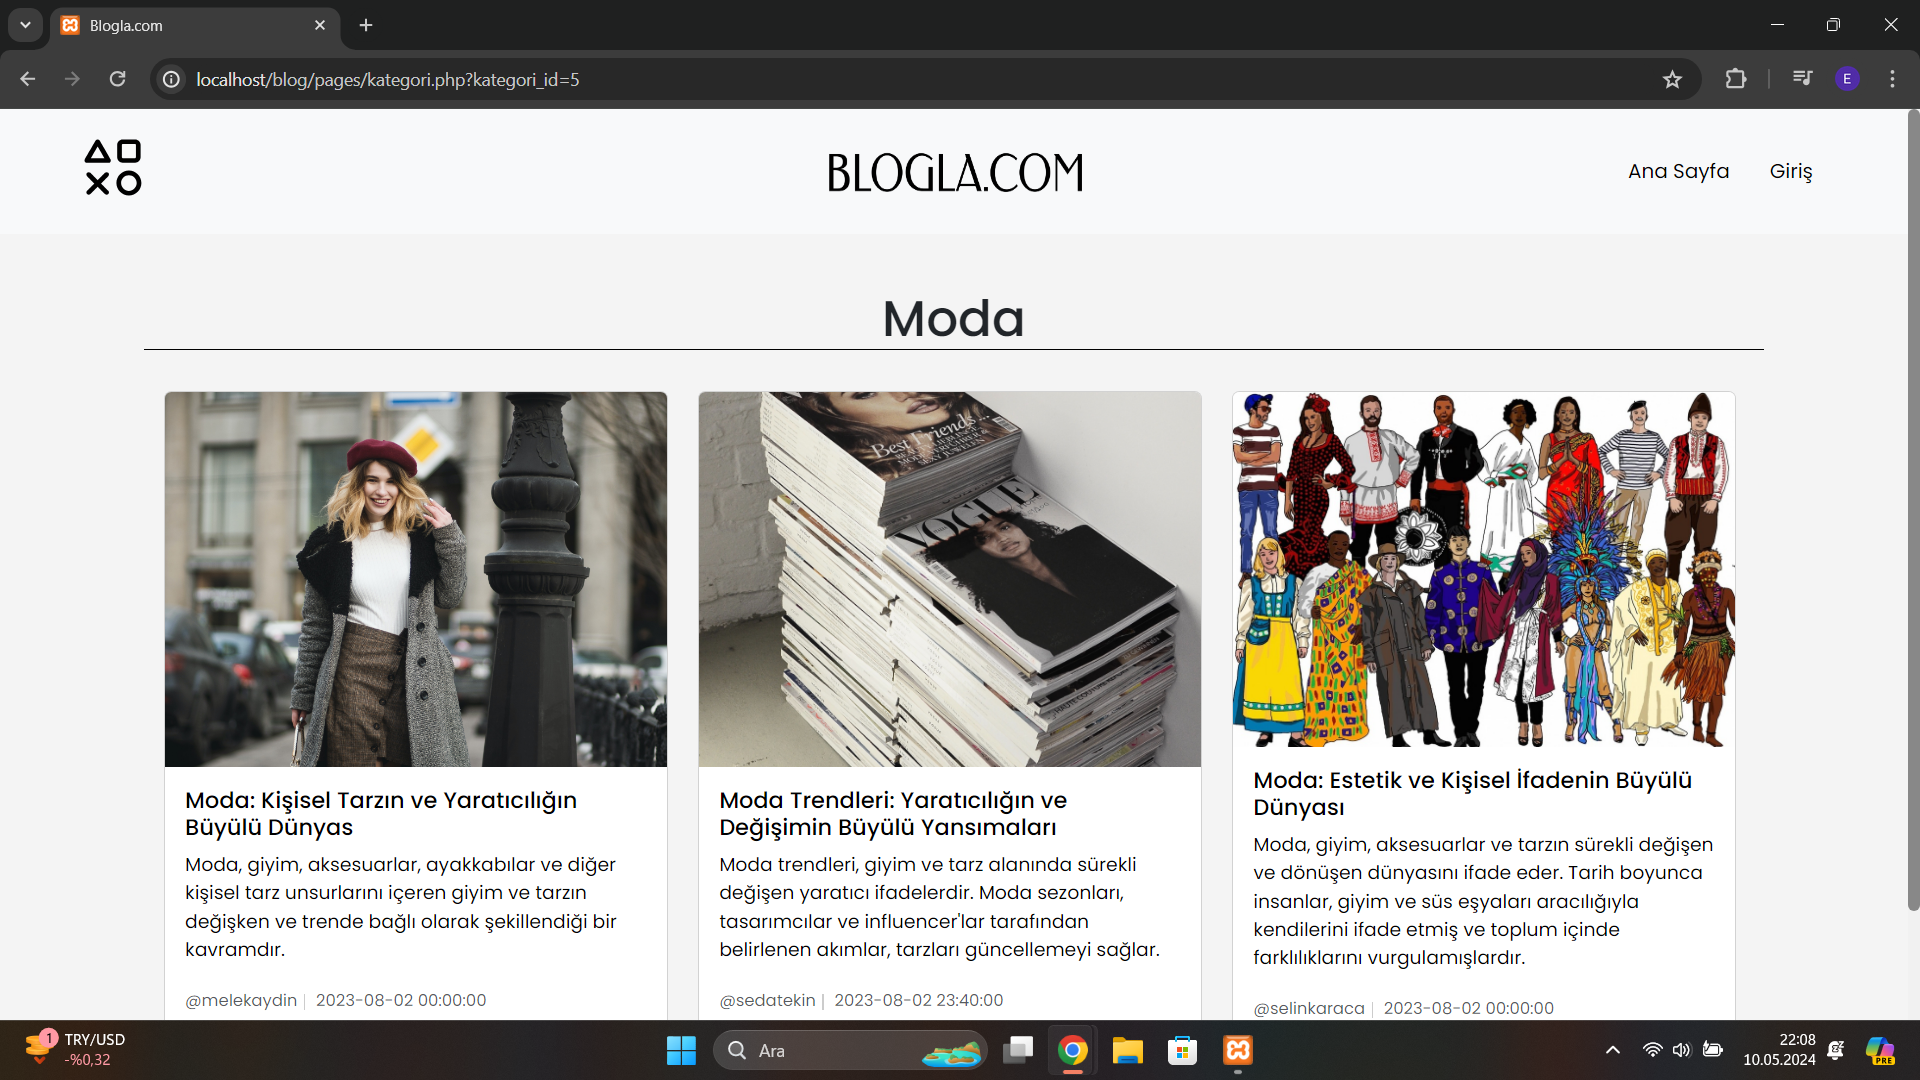 Blogla.com
localhost/blog/pages/kategori.php?kategori_id=5
E
BLOGLA.COM
Ana Sayfa
Giriş
Moda
Best Friends
VOGUE
Moda: Kişisel Tarzın ve Yaratıcılığın
Büyülü Dünyas
Moda, giyim, aksesuarlar, ayakkabılar ve diğer
kişisel tarz unsurlarını içeren giyim ve tarzın
değişken ve trende bağlı olarak şekillendiği bir
kavramdır.
@melekaydin | 2023-08-02 00:00:00
Moda Trendleri: Yaratıcılığın ve
Değişimin Büyülü Yansımaları
Moda trendleri, giyim ve tarz alanında sürekli
değişen yaratıcı ifadelerdir. Moda sezonları,
tasarımcılar ve influencer'lar tarafından
belirlenen akımlar, tarzları güncellemeyi sağlar.
@sedatekin | 2023-08-02 23:40:00
Moda: Estetik ve Kişisel İfadenin Büyülü
Dünyası
Moda, giyim, aksesuarlar ve tarzın sürekli değişen
ve dönüşen dünyasını ifade eder. Tarih boyunca
insanlar, giyim ve süs eşyaları aracılığıyla
kendilerini ifade etmiş ve toplum içinde
farklılıklarını vurgulamışlardır.
@selinkaraca | 2023-08-02 00:00:00
1
TRY/USD
-%0,32
Ara
22:08
10.05.2024
PRE